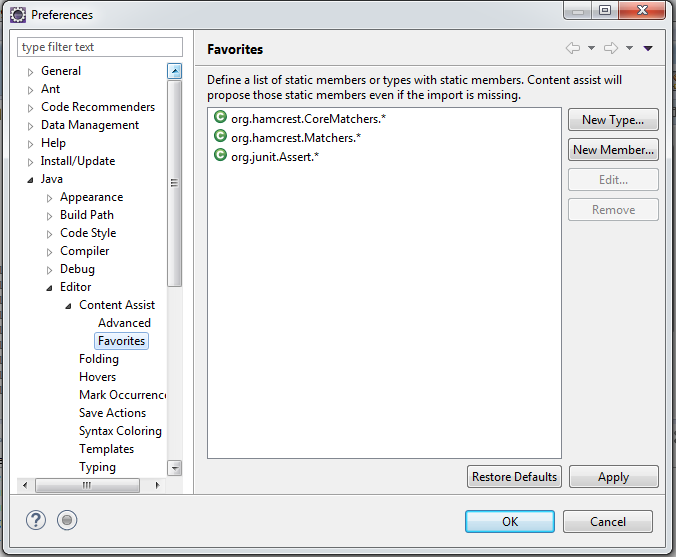 Preferences
type filter text
General
Ant
Code Recommenders
Data Management
Help
Install/Update
Java
Appearance
Build Path
Code Style
Compiler
Debug
Editor
Content Assist
Advanced
Favorites
Folding
Hovers
Mark Occurrenc
Save Actions
Syntax Coloring
Templates
Typing
Favorites
Define a list of static members or types with static members. Content assist will
propose those static members even if the import is missing.
org.hamcrest.CoreMatchers.*
org.hamcrest.Matchers.*
org.junit.Assert.*
New Type...
New Member...
Edit...
Remove
Restore Defaults
Apply
OK
Cancel